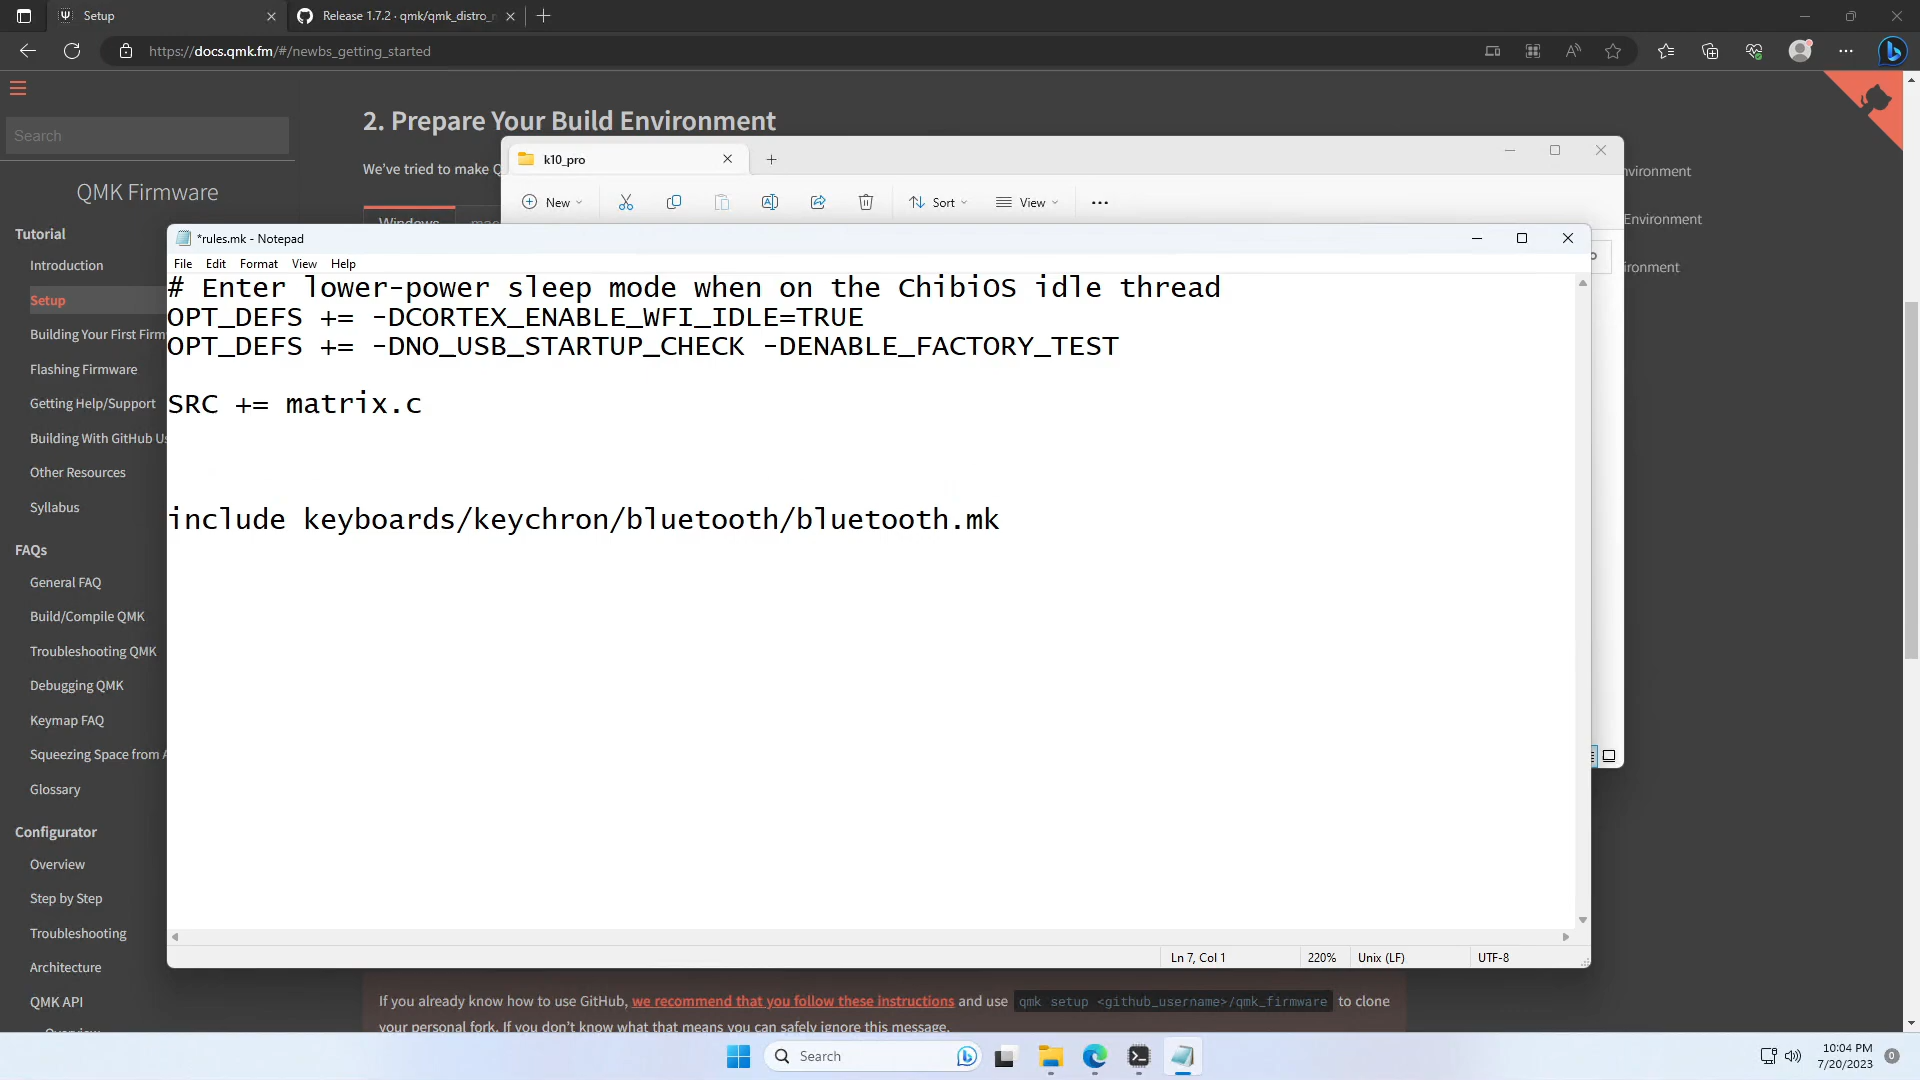 Setup
Release 1.7.2 · qmk/qmk_distro_
https://docs.qmk.fm/#/newbs_getting_started
Search
QMK Firmware
Tutorial
Introduction
Setup
Building Your First Firm
Flashing Firmware
Getting Help/Support
Building With GitHub Us
Other Resources
Syllabus
FAQs
General FAQ
Build/Compile QMK
Troubleshooting QMK
Debugging QMK
Keymap FAQ
Squeezing Space from A
Glossary
Configurator
Overview
Step by Step
Troubleshooting
Architecture
QMK API
Overview
2. Prepare Your Build Environment
We've tried to make Q
Windows
k10_pro
New
Sort
View
*rules.mk - Notepad
File Edit Format View Help
# Enter lower-power sleep mode when on the ChibiOS idle thread
OPT_DEFS += -DCORTEX_ENABLE_WFI_IDLE=TRUE
OPT_DEFS += -DNO_USB_STARTUP_CHECK -DENABLE_FACTORY_TEST
SRC += matrix.c
include keyboards/keychron/bluetooth/bluetooth.mk
Ln 7, Col 1
220%
Unix (LF)
UTF-8
vironment
Environment
ironment
If you already know how to use GitHub, we recommend that you follow these instructions and use qmk setup <github_username>/qmk_firmware to clone
your personal fork. If you don't know what that means you can safely ignore this message.
Search
10:04 PM
7/20/2023
0